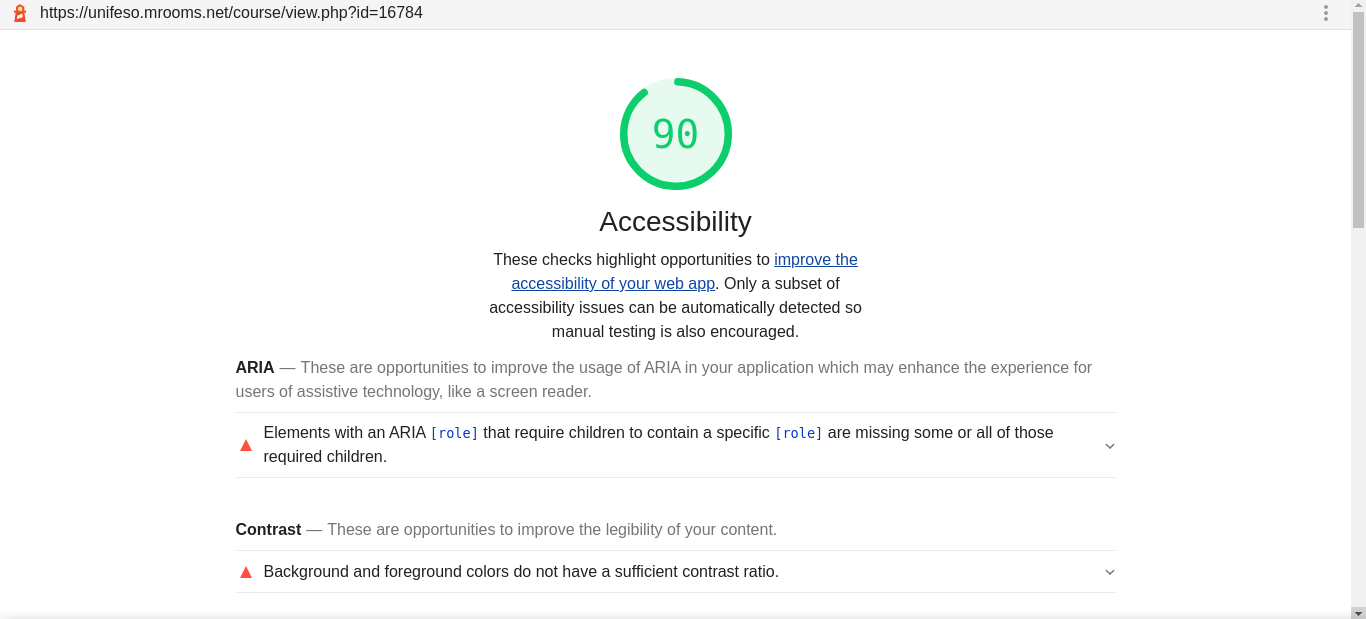 https://unifeso.mrooms.net/course/view.php?id=16784
90
Accessibility
These checks highlight opportunities to improve the
accessibility of your web app. Only a subset of
accessibility issues can be automatically detected so
manual testing is also encouraged.
ARIA — These are opportunities to improve the usage of ARIA in your application which may enhance the experience for
users of assistive technology, like a screen reader.
Elements with an ARIA [role] that require children to contain a specific [role] are missing some or all of those
required children.
Contrast — These are opportunities to improve the legibility of your content.
Background and foreground colors do not have a sufficient contrast ratio.